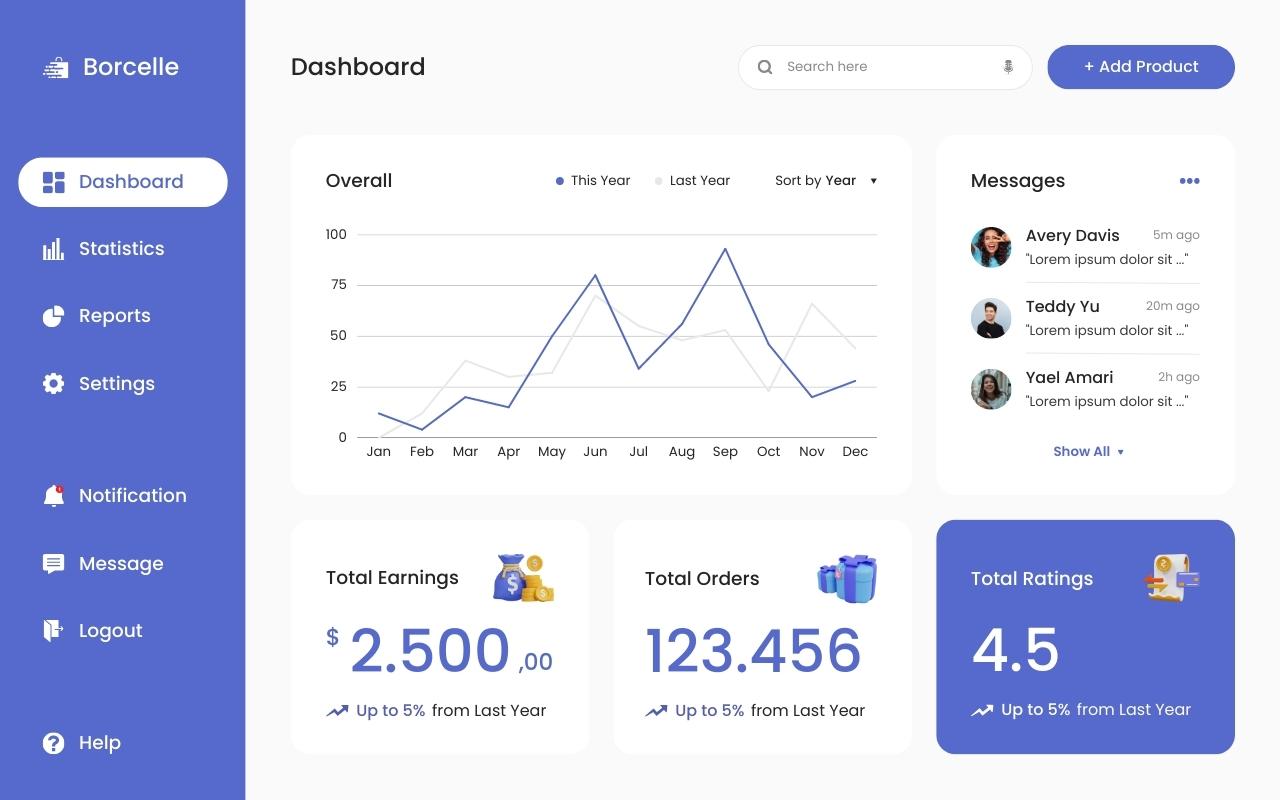 Borcelle
Dashboard
Statistics
Reports
Settings
Notification
Message
Logout
Help
Dashboard
Search here
+ Add Product
Overall
This Year
Last Year
Sort by Year ▾
100
75
50
25
0
Jan Feb Mar Apr May Jun Jul Aug Sep Oct Nov Dec
Messages
•••
Avery Davis 5m ago
"Lorem ipsum dolor sit ..."
Teddy Yu 20m ago
"Lorem ipsum dolor sit ..."
Yael Amari 2h ago
"Lorem ipsum dolor sit ..."
Show All ▾
Total Earnings
$ 2.500 ,00
Up to 5% from Last Year
Total Orders
123.456
Up to 5% from Last Year
Total Ratings
4.5
Up to 5% from Last Year